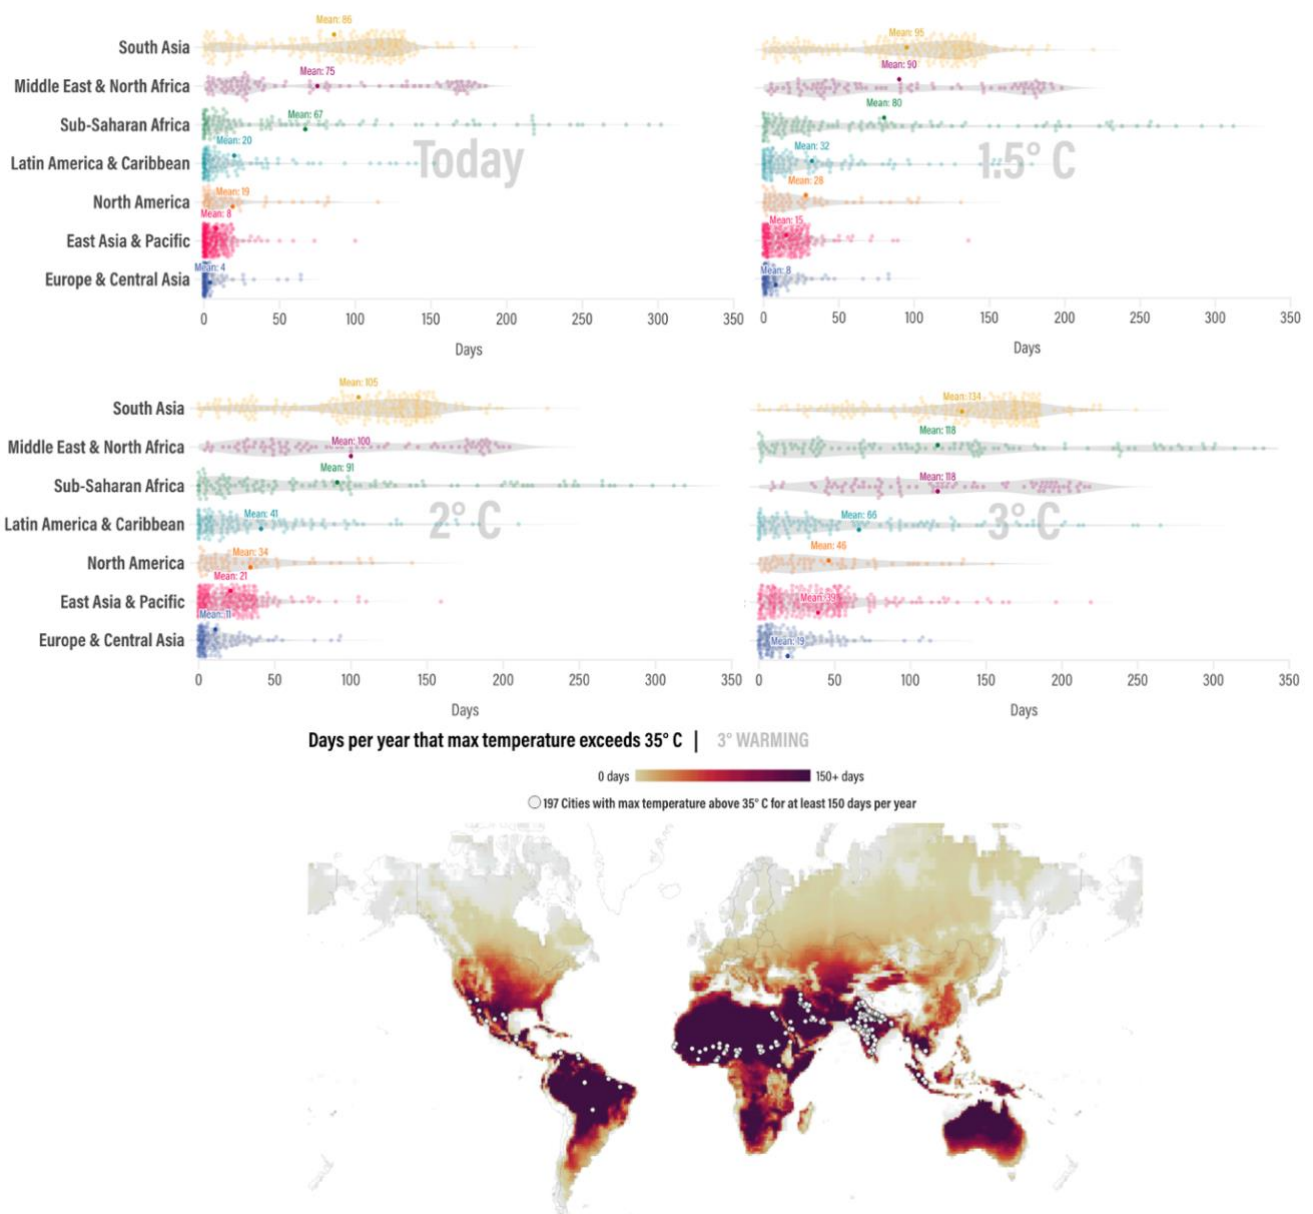 Mean: 86
South Asia
Mean: 75
Middle East & North Africa
Mean: 67
Sub-Saharan Africa
Mean: 20
Latin America & Caribbean
Today
Mean: 19
North America
Mean: 8
East Asia & Pacific
Mean: 4
Europe & Central Asia
0 50 100 150 200 250 300 350
Days
Mean: 95
Mean: 90
Mean: 80
Mean: 32
1.5° C
Mean: 28
Mean: 15
Mean: 8
0 50 100 150 200 250 300 350
Days
Mean: 105
South Asia
Mean: 100
Middle East & North Africa
Mean: 91
Sub-Saharan Africa
Mean: 41
Latin America & Caribbean
2° C
Mean: 34
North America
Mean: 21
East Asia & Pacific
Mean: 11
Europe & Central Asia
0 50 100 150 200 250 300 350
Days
Mean: 134
Mean: 118
Mean: 118
Mean: 66
3° C
Mean: 46
Mean: 39
Mean: 19
0 50 100 150 200 250 300 350
Days
Days per year that max temperature exceeds 35° C | 3° WARMING
0 days 150+ days
197 Cities with max temperature above 35° C for at least 150 days per year